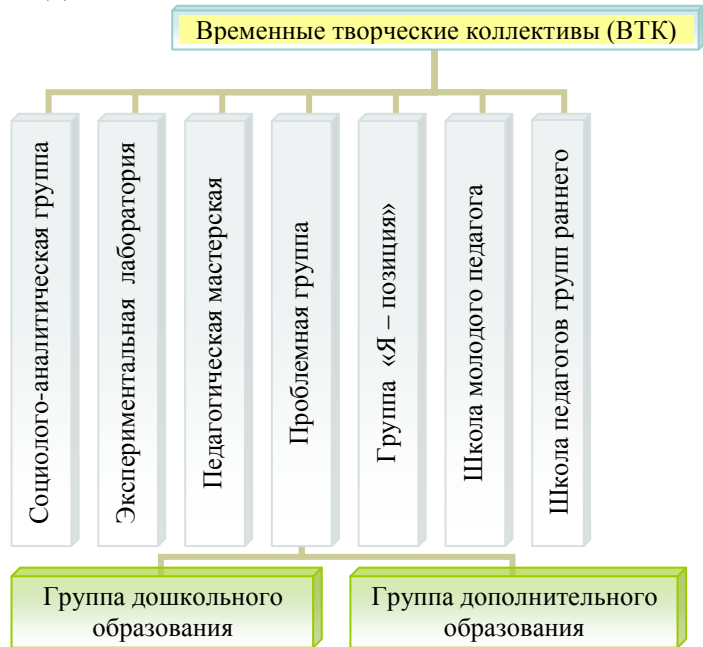 Временные творческие коллективы (ВТК)
Социолого-аналитическая группа
Экспериментальная лаборатория
Педагогическая мастерская
Проблемная группа
Группа «Я – позиция»
Школа молодого педагога
Школа педагогов групп раннего
Группа дошкольного
образования
Группа дополнительного
образования